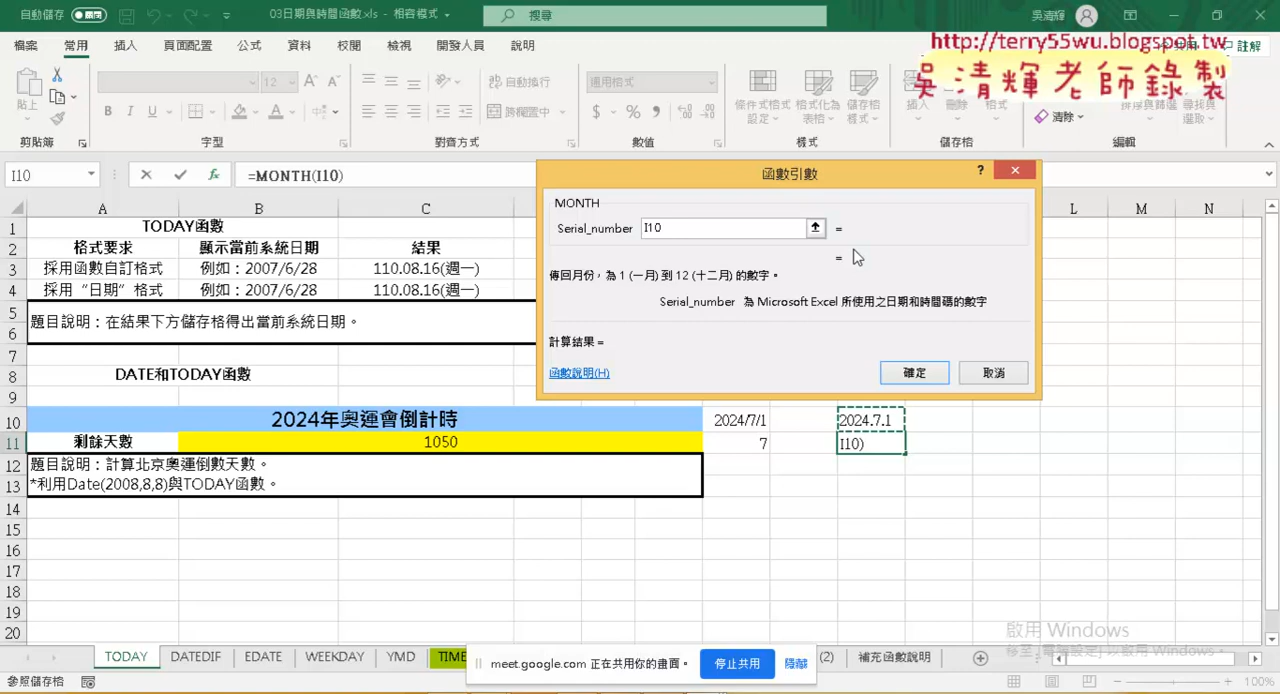 自動儲存
03日期與時間函數.xls - 相容模式
搜尋
吳清輝
檔案 常用 插入 頁面配置 公式 資料 校閱 檢視 開發人員 說明
共用 註解
http://terry55wu.blogspot.tw
吳清輝老師錄製
貼上
12
自動換行
跨欄置中
通用格式
條件式格式設定
格式化為表格
儲存格樣式
插入 刪除 格式
清除
排序與篩選
尋找與選取
剪貼簿 字型 對齊方式 數值 樣式 儲存格 編輯
I10
=MONTH(I10)
函數引數
MONTH
Serial_number I10 =
=
傳回月份，為 1 (一月) 到 12 (十二月) 的數字。
Serial_number 為 Microsoft Excel 所使用之日期和時間碼的數字
計算結果 =
函數說明(H)
確定 取消
A B C L M N
1 TODAY函數
2 格式要求 顯示當前系統日期 結果
3 採用函數自訂格式 例如：2007/6/28 110.08.16(週一)
4 採用“日期”格式 例如：2007/6/28 110.08.16(週一)
5
題目說明：在結果下方儲存格得出當前系統日期。
6
7
8 DATE和TODAY函數
9
10 2024年奧運會倒計時 2024/7/1 2024.7.1
11 剩餘天數 1050 7 I10)
12 題目說明：計算北京奧運倒數天數。
13 *利用Date(2008,8,8)與TODAY函數。
14
15
16
17
18
19
20
啟用 Windows
移至 [電腦設定] 以啟用 Windows。
TODAY DATEDIF EDATE WEEKDAY YMD TIME
meet.google.com 正在共用你的畫面。 停止共用 隱藏
(2) 補充函數說明
參照儲存格
100%